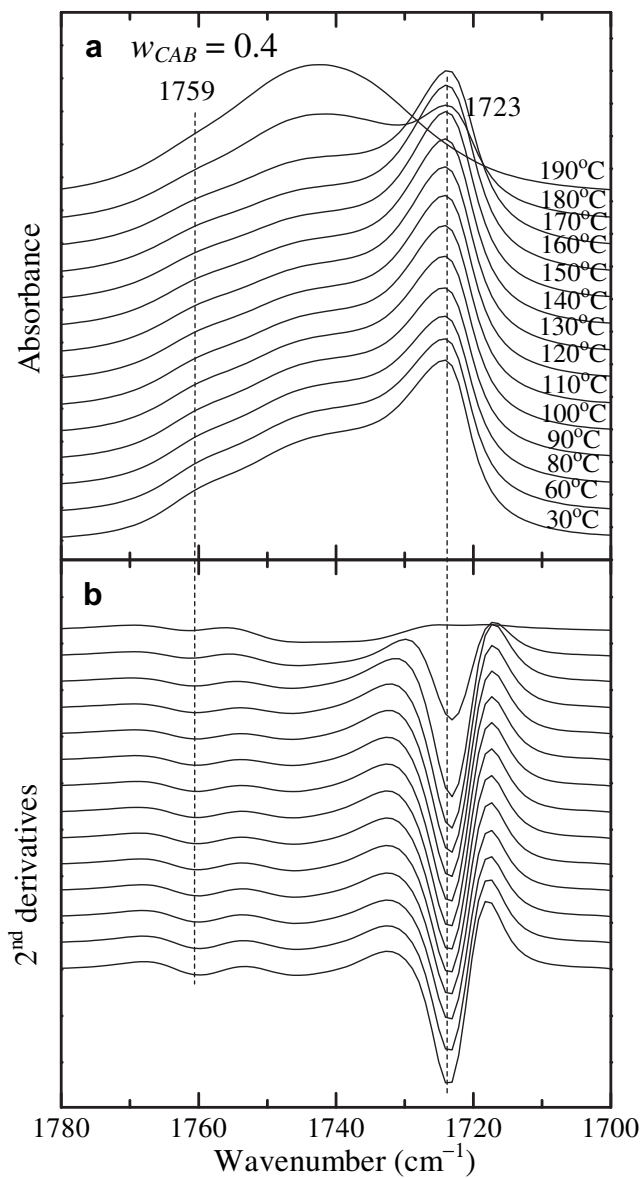 a w_CAB = 0.4
1759
1723
190°C
180°C
170°C
160°C
150°C
140°C
130°C
120°C
110°C
100°C
90°C
80°C
60°C
30°C
Absorbance
b
2nd derivatives
1780 1760 1740 1720 1700
Wavenumber (cm⁻¹)